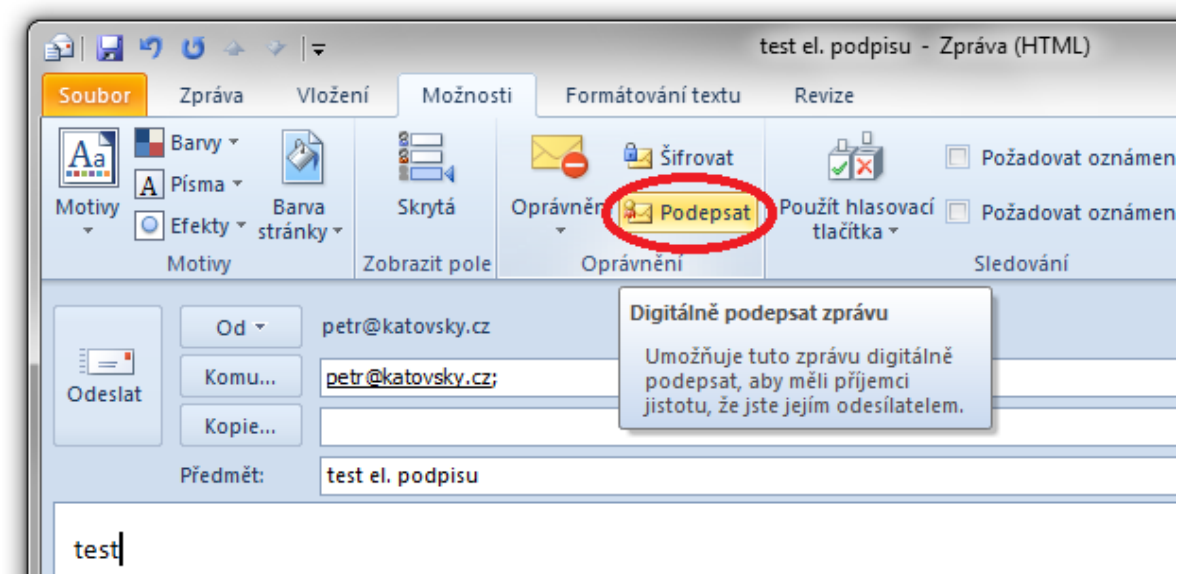 test el. podpisu - Zpráva (HTML)
Soubor Zpráva Vložení Možnosti Formátování textu Revize
Aa Motivy
Barvy
A Písma
Efekty
Barva
stránky
Skrytá
Oprávnění
Šifrovat
Podepsat
Použít hlasovací
tlačítka
Požadovat oznámen
Požadovat oznámen
Motivy Zobrazit pole Oprávnění Sledování
Digitálně podepsat zprávu
Umožňuje tuto zprávu digitálně
podepsat, aby měli příjemci
jistotu, že jste jejím odesílatelem.
Odeslat
Od petr@katovsky.cz
Komu... petr@katovsky.cz;
Kopie...
Předmět: test el. podpisu
test